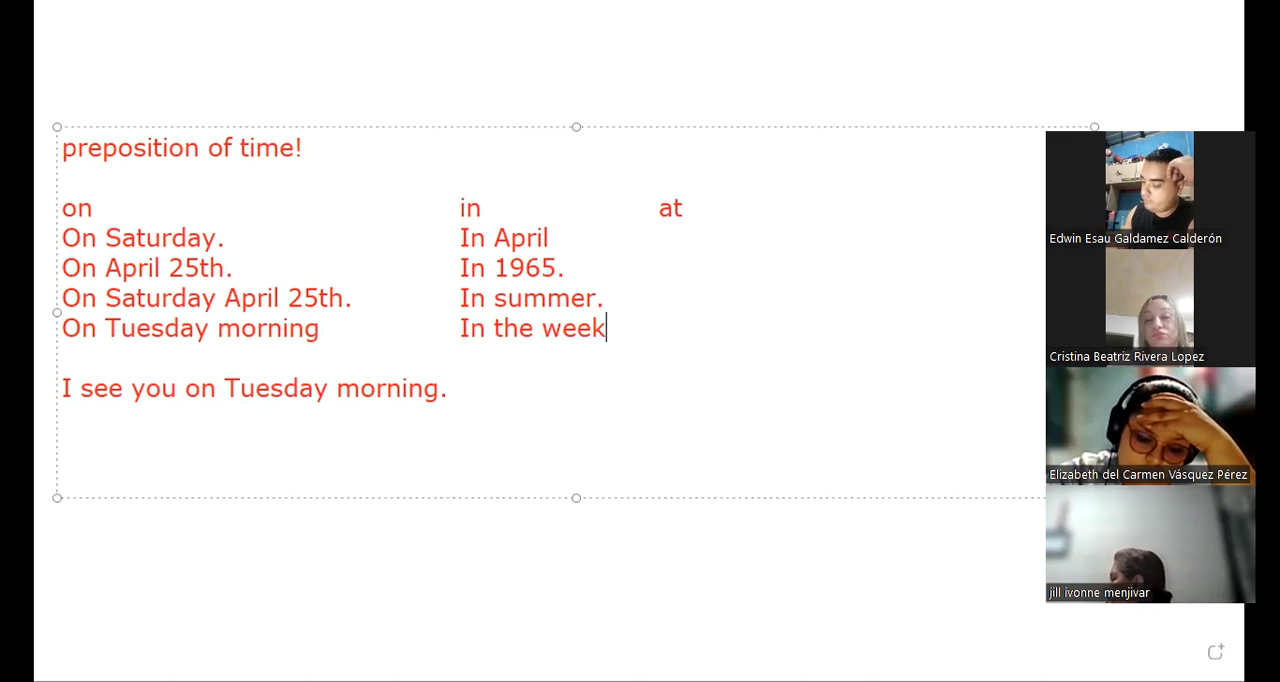 preposition of time!
on in at
On Saturday. In April
On April 25th. In 1965.
On Saturday April 25th. In summer.
On Tuesday morning In the week
I see you on Tuesday morning.
Edwin Esau Galdamez Calderón
Cristina Beatriz Rivera Lopez
Elizabeth del Carmen Vásquez Pérez
jill ivonne menjivar